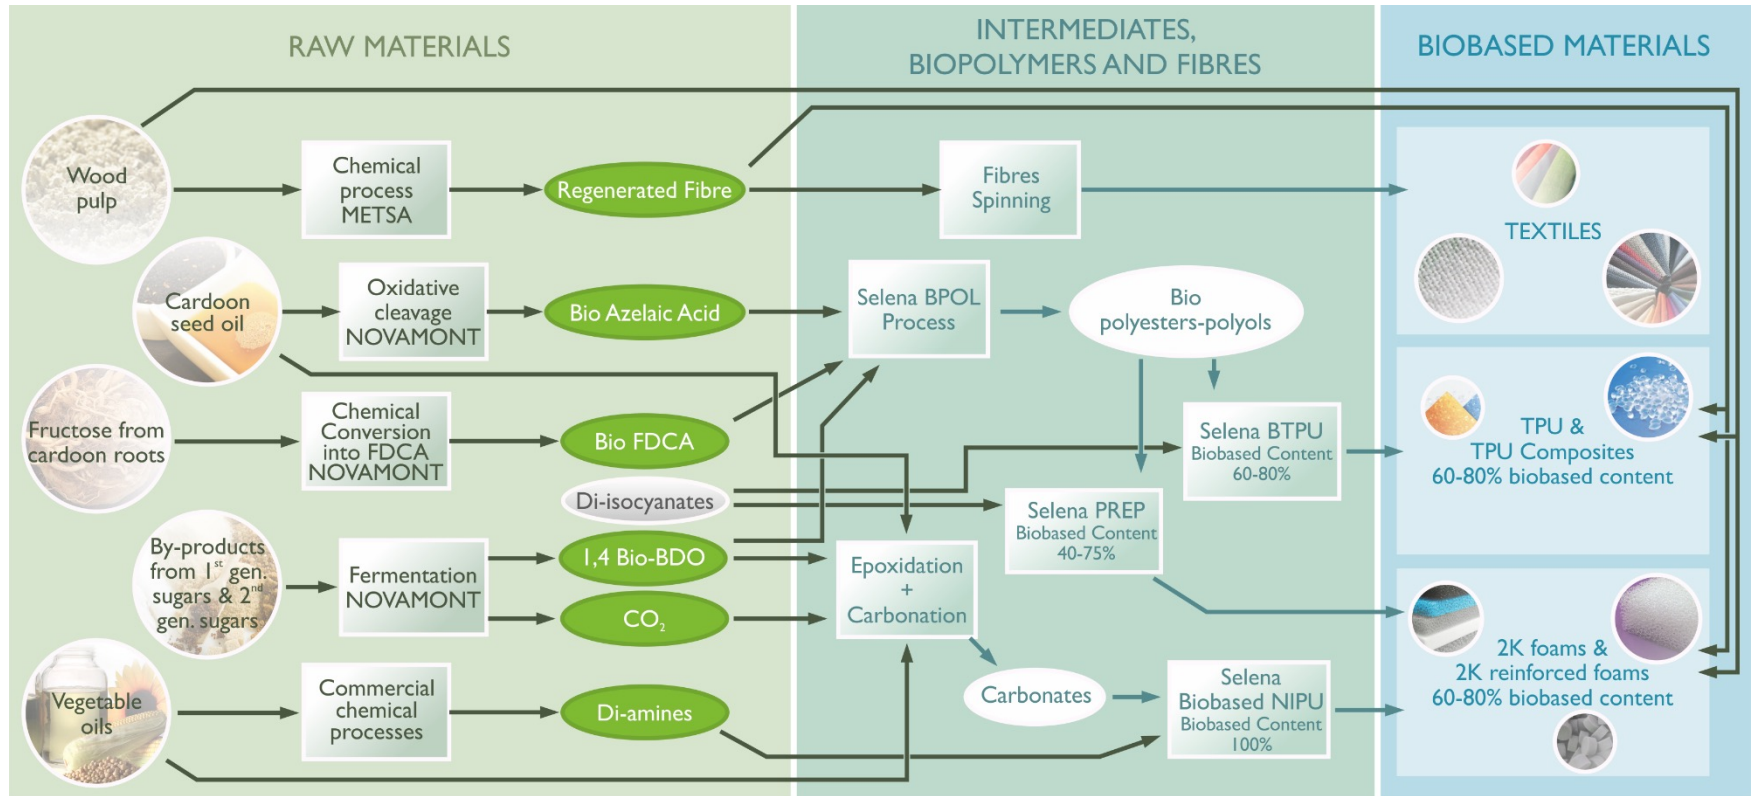 RAW MATERIALS
INTERMEDIATES,
BIOPOLYMERS AND FIBRES
BIOBASED MATERIALS
Wood
pulp
Chemical
process
METSA
Regenerated Fibre
Fibres
Spinning
TEXTILES
Cardoon
seed oil
Oxidative
cleavage
NOVAMONT
Bio Azelaic Acid
Selena BPOL
Process
Bio
polyesters-polyols
Fructose from
cardoon roots
Chemical
Conversion
into FDCA
NOVAMONT
Bio FDCA
Di-isocyanates
Selena BTPU
Biobased Content
60-80%
TPU &
TPU Composites
60-80% biobased content
Selena PREP
Biobased Content
40-75%
By-products
from 1st gen.
sugars & 2nd
gen. sugars
Fermentation
NOVAMONT
1,4 Bio-BDO
CO₂
Epoxidation
+
Carbonation
2K foams &
2K reinforced foams
60-80% biobased content
Vegetable
oils
Commercial
chemical
processes
Di-amines
Carbonates
Selena
Biobased NIPU
Biobased Content
100%